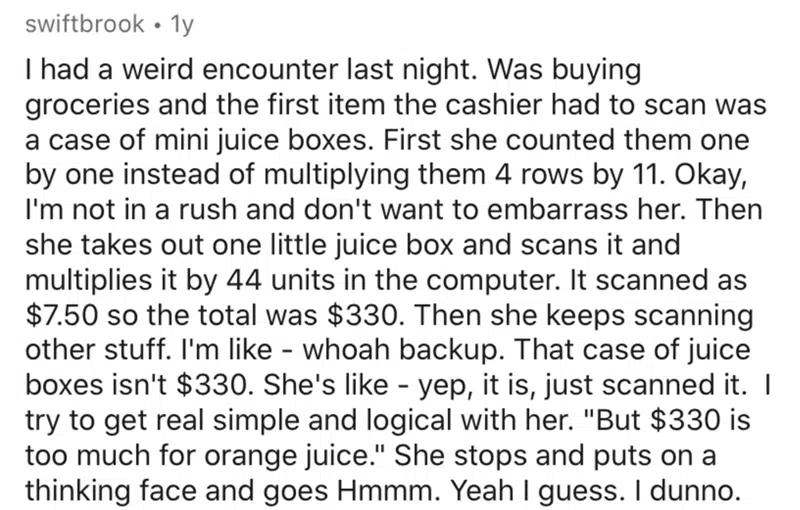 swiftbrook • 1y
I had a weird encounter last night. Was buying
groceries and the first item the cashier had to scan was
a case of mini juice boxes. First she counted them one
by one instead of multiplying them 4 rows by 11. Okay,
I'm not in a rush and don't want to embarrass her. Then
she takes out one little juice box and scans it and
multiplies it by 44 units in the computer. It scanned as
$7.50 so the total was $330. Then she keeps scanning
other stuff. I'm like - whoah backup. That case of juice
boxes isn't $330. She's like - yep, it is, just scanned it. I
try to get real simple and logical with her. "But $330 is
too much for orange juice." She stops and puts on a
thinking face and goes Hmmm. Yeah I guess. I dunno.